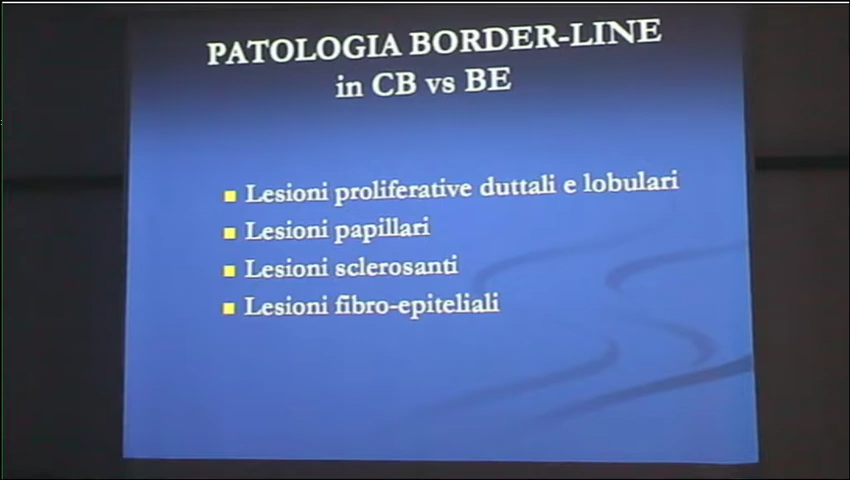 PATOLOGIA BORDER-LINE
in CB vs BE
Lesioni proliferative duttali e lobulari
Lesioni papillari
Lesioni sclerosanti
Lesioni fibro-epiteliali